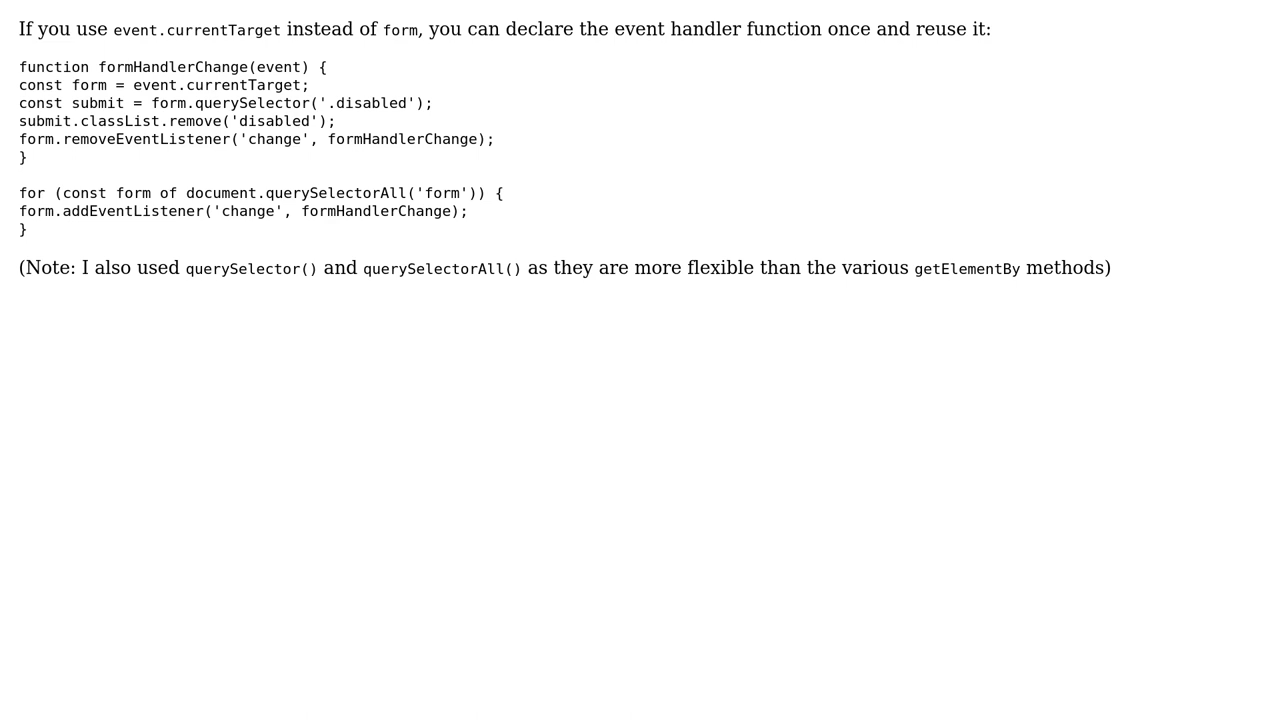 If you use event.currentTarget instead of form, you can declare the event handler function once and reuse it:
function formHandlerChange(event) {
const form = event.currentTarget;
const submit = form.querySelector('.disabled');
submit.classList.remove('disabled');
form.removeEventListener('change', formHandlerChange);
}
for (const form of document.querySelectorAll('form')) {
form.addEventListener('change', formHandlerChange);
}
(Note: I also used querySelector() and querySelectorAll() as they are more flexible than the various getElementBy methods)